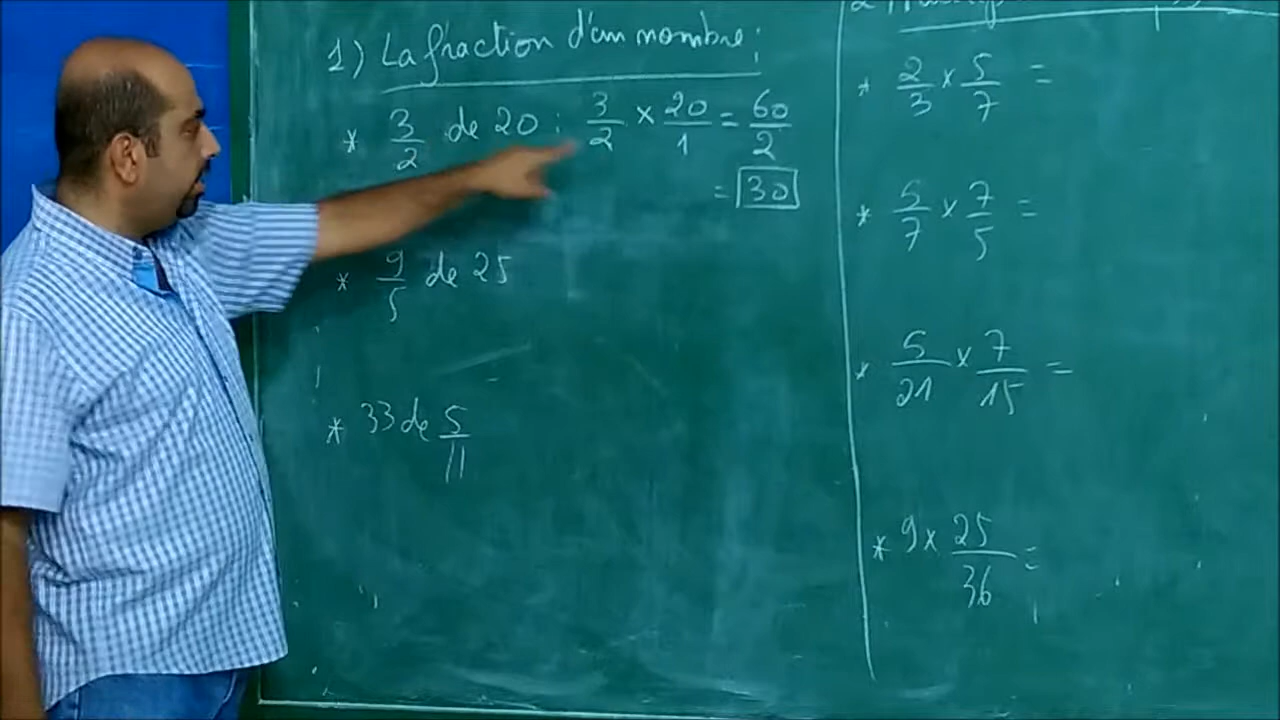 1) La fraction d'un nombre :
* 3/2 de 20 : 3/2 × 20/1 = 60/2
= 30
* 9/5 de 25
* 33 de 5/11
* 2/3 × 5/7 =
* 5/7 × 7/5 =
* 5/21 × 7/15 =
* 9 × 25/36 =